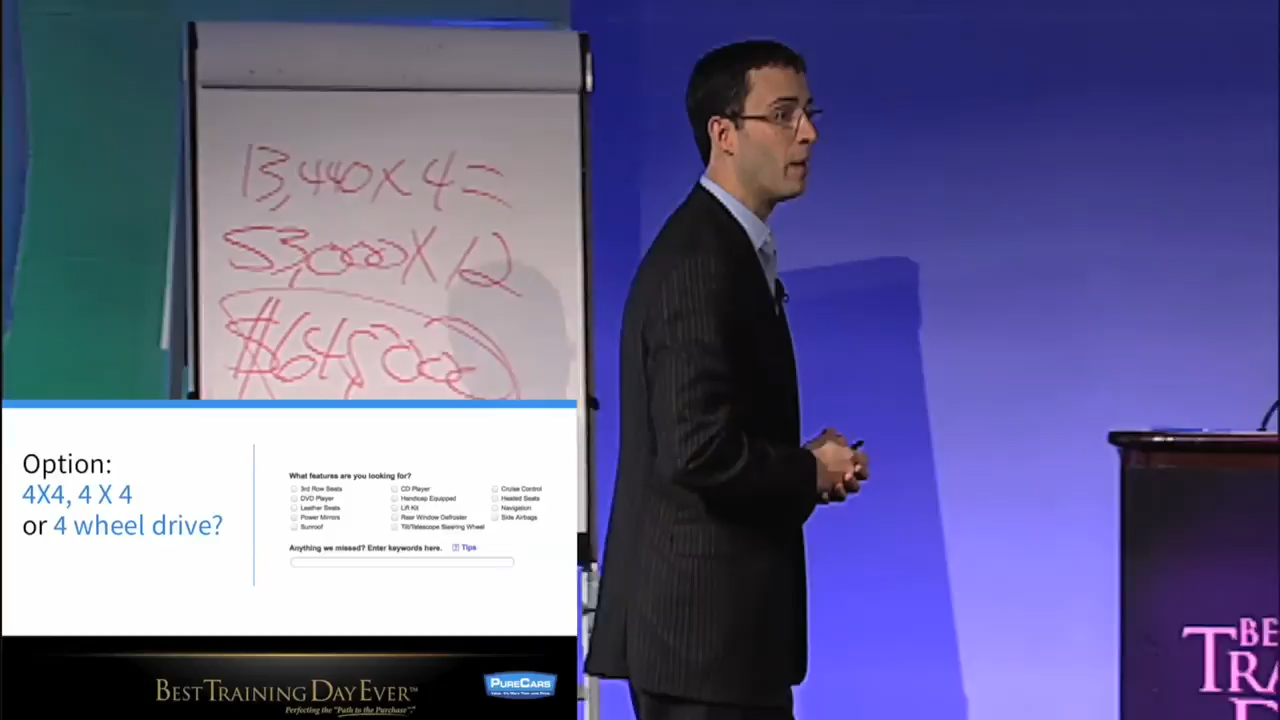 13,440 X 4 =
53,000 X 12
$645,000
Option:
4X4, 4 X 4
or 4 wheel drive?
What features are you looking for?
3rd Row Seats
DVD Player
Leather Seats
Power Mirrors
Sunroof
CD Player
Handicap Equipped
Lift Kit
Rear Window Defroster
Tilt/Telescope Steering Wheel
Cruise Control
Heated Seats
Navigation
Side Airbags
Anything we missed? Enter keywords here.
? Tips
BEST TRAINING DAY EVER™
Perfecting the "Path to the Purchase".™
PURECARS
BE
TRA
D